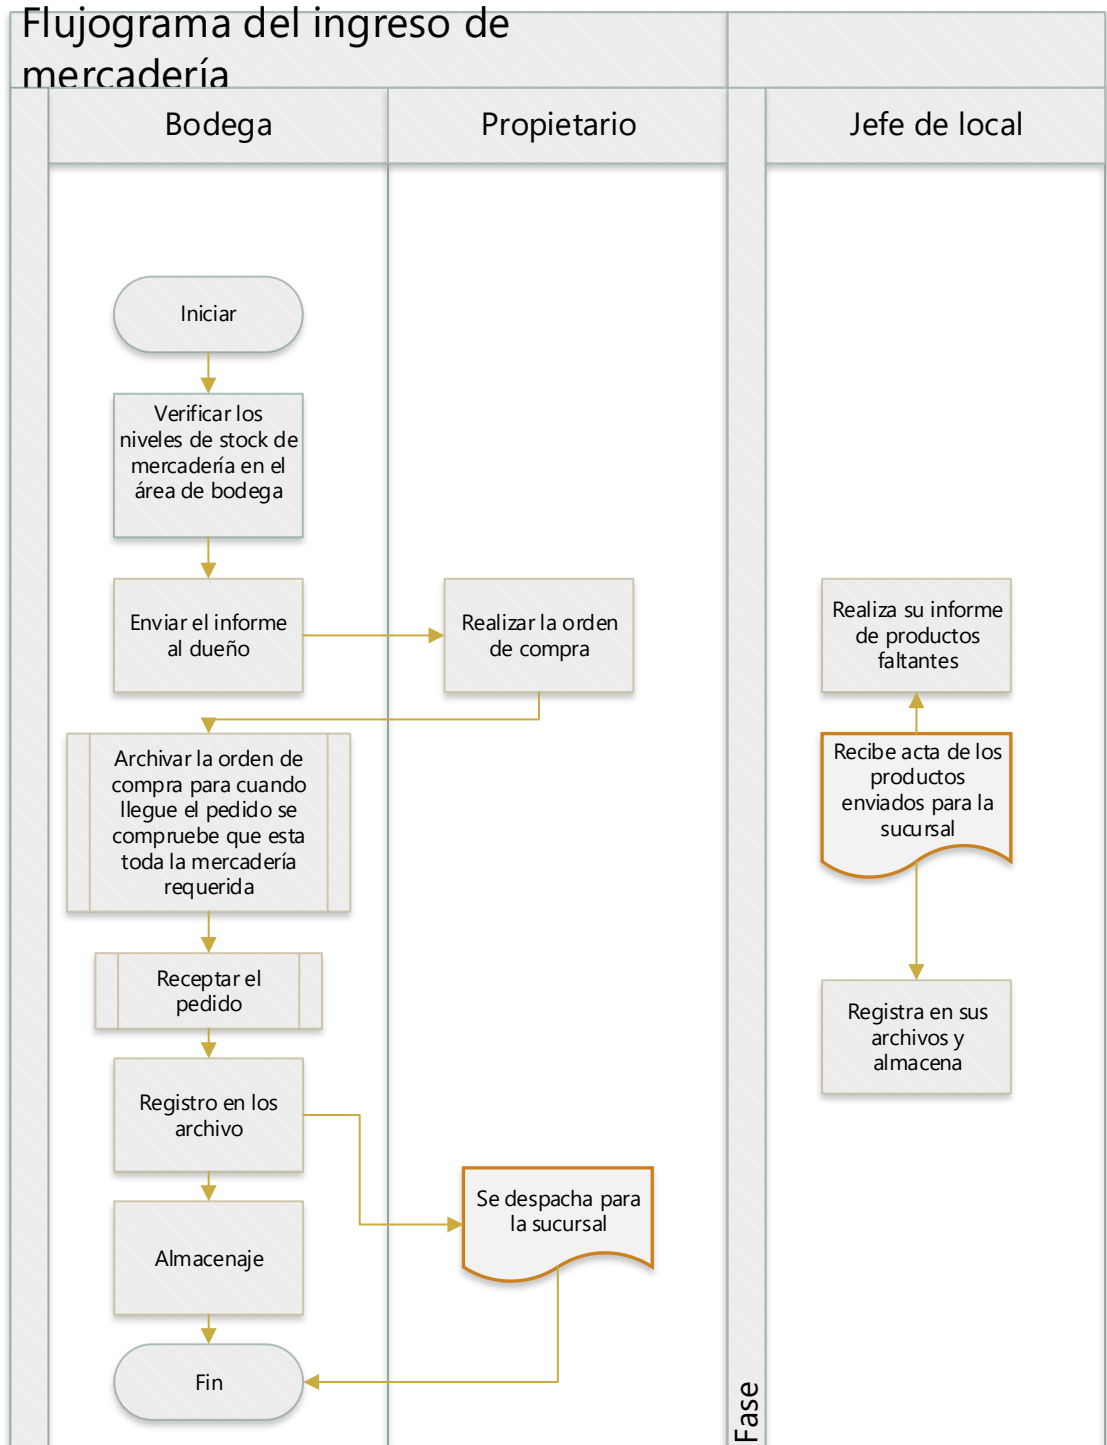 Flujograma del ingreso de
mercadería
Bodega
Propietario
Jefe de local
Iniciar
Verificar los
niveles de stock de
mercadería en el
área de bodega
Enviar el informe
al dueño
Realizar la orden
de compra
Realiza su informe
de productos
faltantes
Archivar la orden de
compra para cuando
llegue el pedido se
compruebe que esta
toda la mercadería
requerida
Recibe acta de los
productos
enviados para la
sucursal
Receptar el
pedido
Registra en sus
archivos y
almacena
Registro en los
archivo
Se despacha para
la sucursal
Almacenaje
Fin
Fase